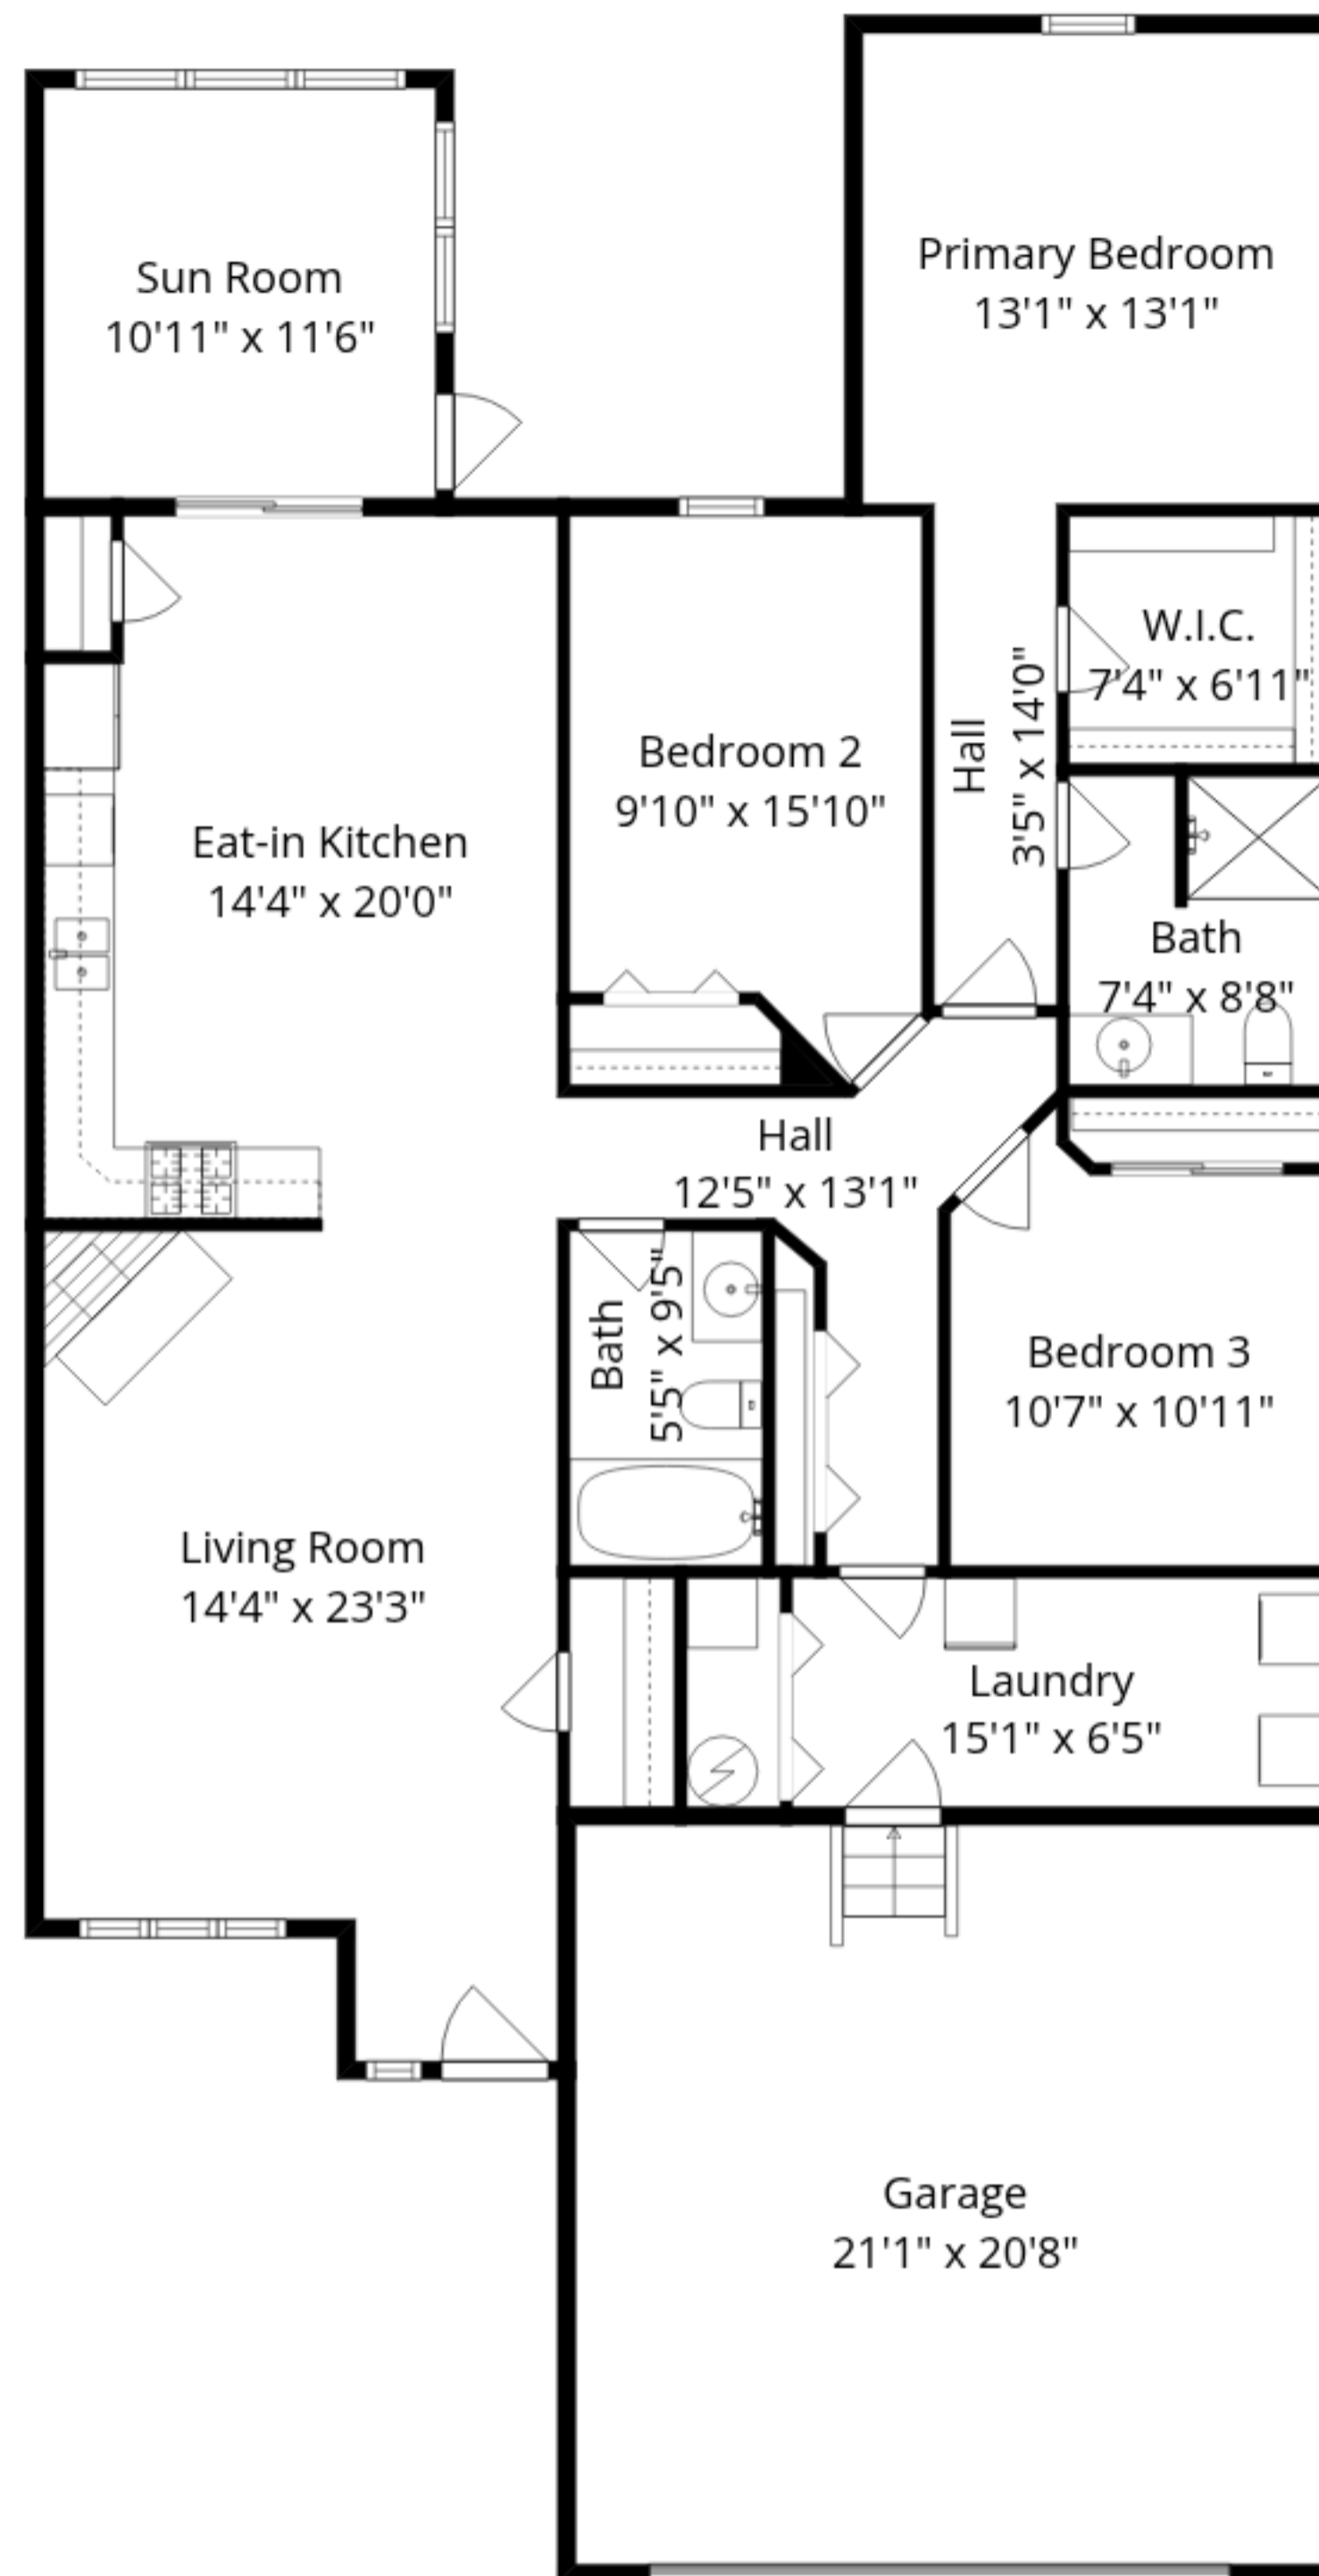 Primary Bedroom
13'1" x 13'1"
Sun Room
10'11" x 11'6"
W.I.C.
7'4" x 6'11"
Hall
3'5" x 14'0"
Bedroom 2
9'10" x 15'10"
Eat-in Kitchen
14'4" x 20'0"
Bath
7'4" x 8'8"
Hall
12'5" x 13'1"
Bath
5'5" x 9'5"
Bedroom 3
10'7" x 10'11"
Living Room
14'4" x 23'3"
Laundry
15'1" x 6'5"
Garage
21'1" x 20'8"